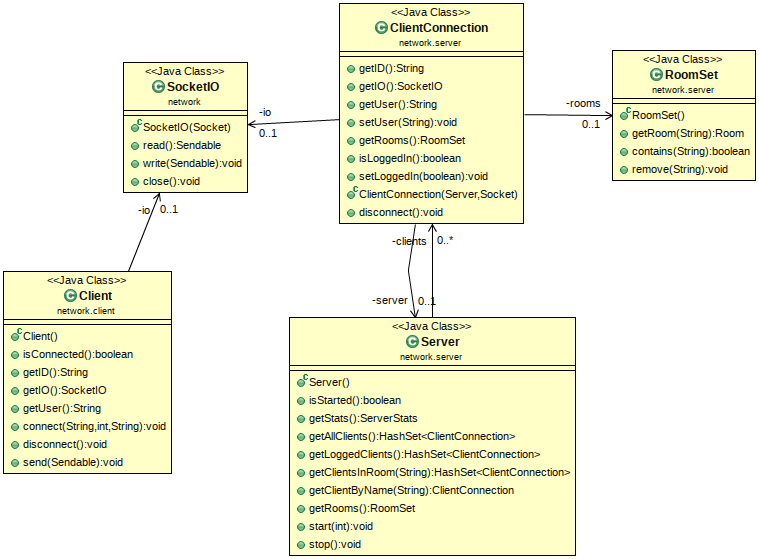 <<Java Class>>
ClientConnection
network.server
getID():String
getIO():SocketIO
getUser():String
setUser(String):void
getRooms():RoomSet
isLoggedIn():boolean
setLoggedIn(boolean):void
ClientConnection(Server,Socket)
disconnect():void
<<Java Class>>
SocketIO
network
SocketIO(Socket)
read():Sendable
write(Sendable):void
close():void
<<Java Class>>
RoomSet
network.server
RoomSet()
getRoom(String):Room
contains(String):boolean
remove(String):void
-io
0..1
-rooms
0..1
-io
0..1
-clients
0..*
-server
0..1
<<Java Class>>
Client
network.client
Client()
isConnected():boolean
getID():String
getIO():SocketIO
getUser():String
connect(String,int,String):void
disconnect():void
send(Sendable):void
<<Java Class>>
Server
network.server
Server()
isStarted():boolean
getStats():ServerStats
getAllClients():HashSet<ClientConnection>
getLoggedClients():HashSet<ClientConnection>
getClientsInRoom(String):HashSet<ClientConnection>
getClientByName(String):ClientConnection
getRooms():RoomSet
start(int):void
stop():void